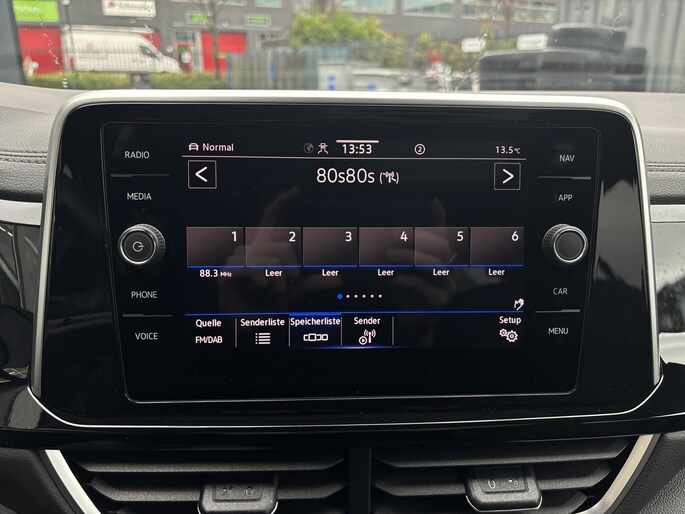 RADIO
MEDIA
PHONE
VOICE
Normal
13:53
2
13.5°C
80s80s
1 2 3 4 5 6
88.3 MHz Leer Leer Leer Leer Leer
Quelle Senderliste Speicherliste Sender Setup
FM/DAB
NAV
APP
CAR
MENU